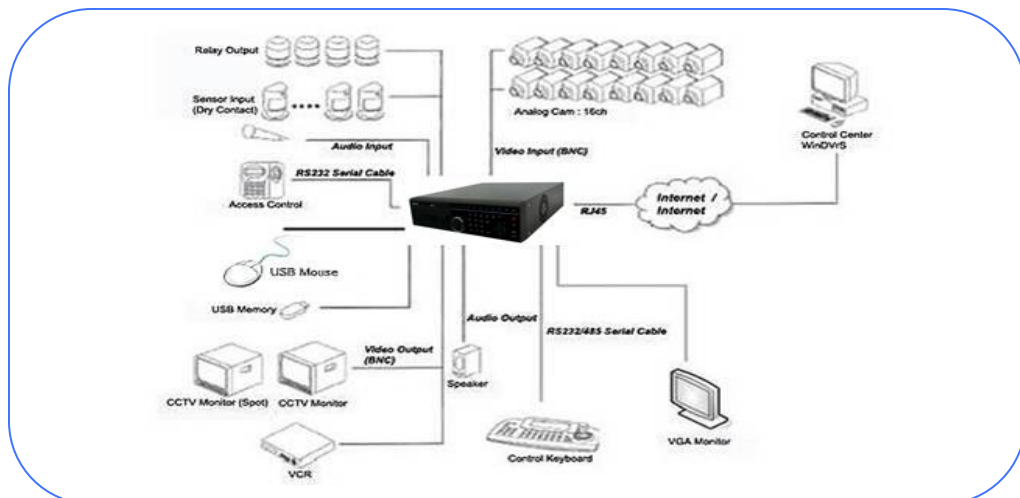 Relay Output
Sensor Input
(Dry Contact)
Audio Input
RS232 Serial Cable
Access Control
USB Mouse
USB Memory
Video Output
(BNC)
CCTV Monitor (Spot)
CCTV Monitor
VCR
Analog Cam : 16ch
Video Input (BNC)
Control Center
WinDVrS
RJ45
Internet /
Internet
Audio Output
RS232/485 Serial Cable
Speaker
Control Keyboard
VGA Monitor